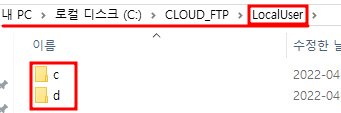 내 PC > 로컬 디스크 (C:) > CLOUD_FTP > LocalUser >
이름 수정한 날
c 2022-04
d 2022-04